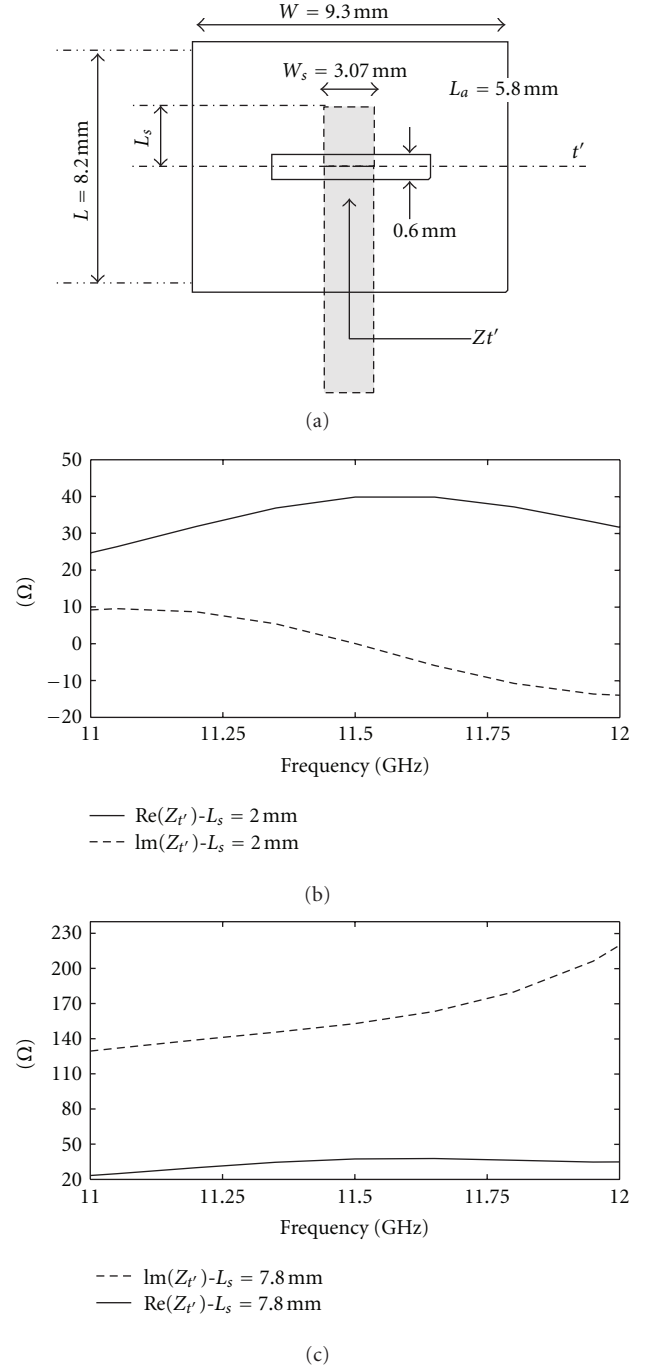 W = 9.3 mm
W_s = 3.07 mm
L_a = 5.8 mm
L_s
L = 8.2 mm
t′
0.6 mm
Zt′
(a)
50
40
30
20
10
0
−10
−20
(Ω)
11 11.25 11.5 11.75 12
Frequency (GHz)
Re(Z_t′)-L_s = 2 mm
lm(Z_t′)-L_s = 2 mm
(b)
230
200
170
140
110
80
50
20
(Ω)
11 11.25 11.5 11.75 12
Frequency (GHz)
lm(Z_t′)-L_s = 7.8 mm
Re(Z_t′)-L_s = 7.8 mm
(c)